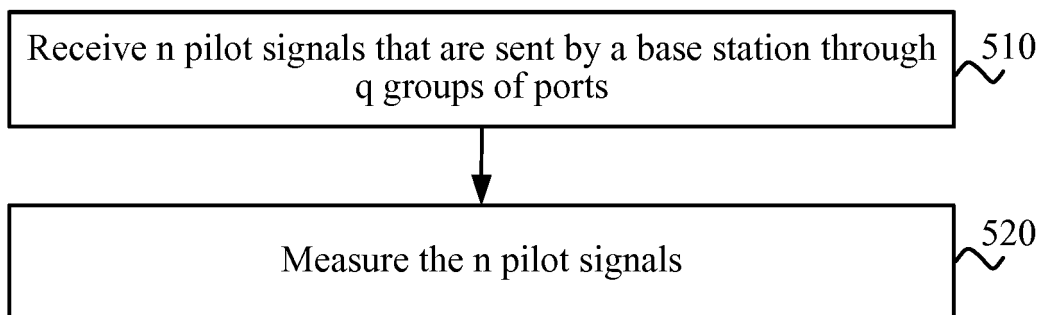 Receive n pilot signals that are sent by a base station through
q groups of ports
510
Measure the n pilot signals
520